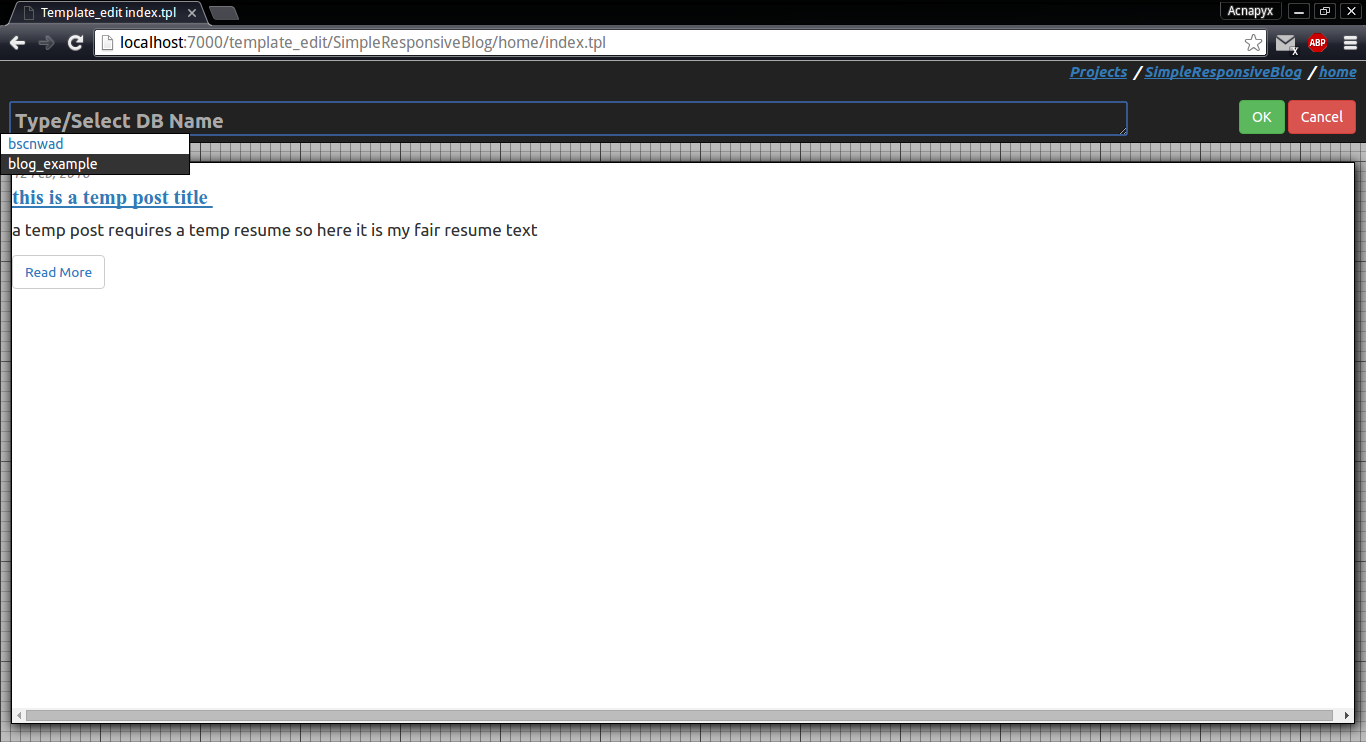 Template_edit index.tpl
Acnapyx
localhost:7000/template_edit/SimpleResponsiveBlog/home/index.tpl
x
ABP
Projects / SimpleResponsiveBlog / home
Type/Select DB Name
OK
Cancel
bscnwad
blog_example
this is a temp post title
a temp post requires a temp resume so here it is my fair resume text
Read More